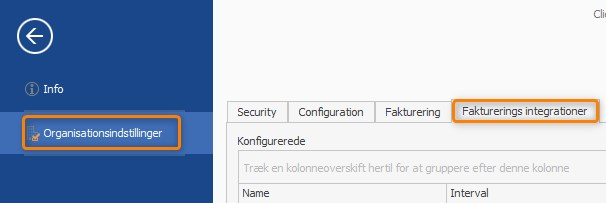 Cli
Info
Organisationsindstillinger
Security Configuration Fakturering Fakturerings integrationer
Konfigurerede
Træk en kolonneoverskift hertil for at gruppere efter denne kolonne
Name Interval